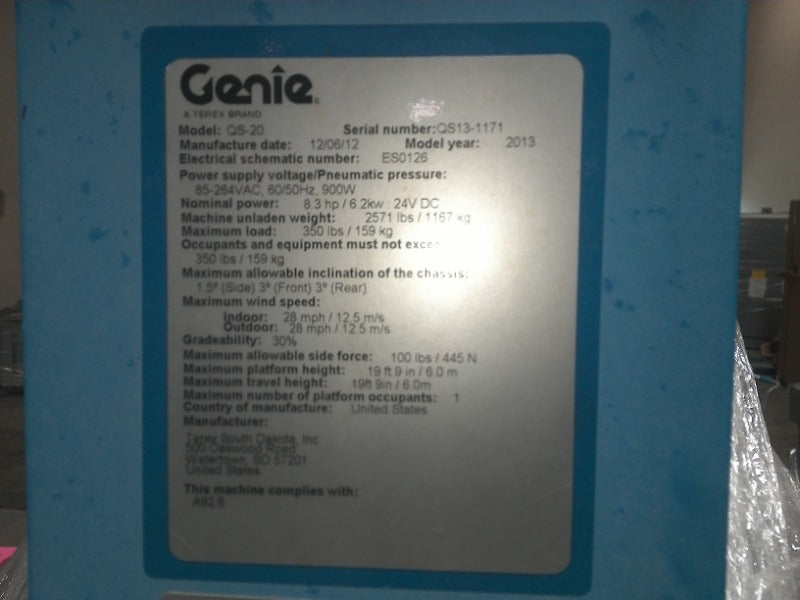 Genie
A TEREX BRAND
Model: QS-20 Serial number:QS13-1171
Manufacture date: 12/06/12 Model year: 2013
Electrical schematic number: ES0126
Power supply voltage/Pneumatic pressure:
85-264VAC, 60/50Hz, 900W
Nominal power: 8.3 hp / 6.2kw : 24V DC
Machine unladen weight: 2571 lbs / 1167 kg
Maximum load: 350 lbs / 159 kg
Occupants and equipment must not
350 lbs / 159 kg
Maximum allowable inclination of the chassis:
1.5º (Side) 3º (Front) 3º (Rear)
Maximum wind speed:
Indoor: 28 mph / 12.5 m/s
Outdoor: 28 mph / 12.5 m/s
Gradeability: 30%
Maximum allowable side force: 100 lbs / 445 N
Maximum platform height: 19 ft 9 in / 6.0 m
Maximum travel height: 19ft 9in / 6.0m
Maximum number of platform occupants: 1
Country of manufacture: United States
Manufacturer:
Terex South Dakota, Inc
500 Oakwood Road
Watertown, SD 57201
United States
This machine complies with:
A92.6